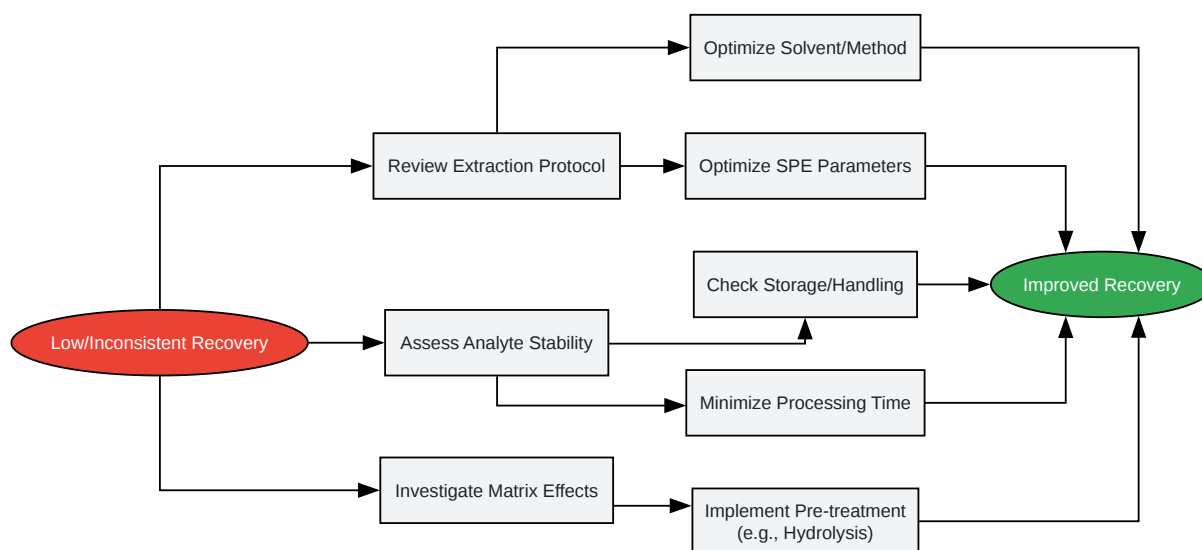 Optimize Solvent/Method
Review Extraction Protocol
Optimize SPE Parameters
Check Storage/Handling
Improved Recovery
Low/Inconsistent Recovery
Assess Analyte Stability
Minimize Processing Time
Investigate Matrix Effects
Implement Pre-treatment
(e.g., Hydrolysis)